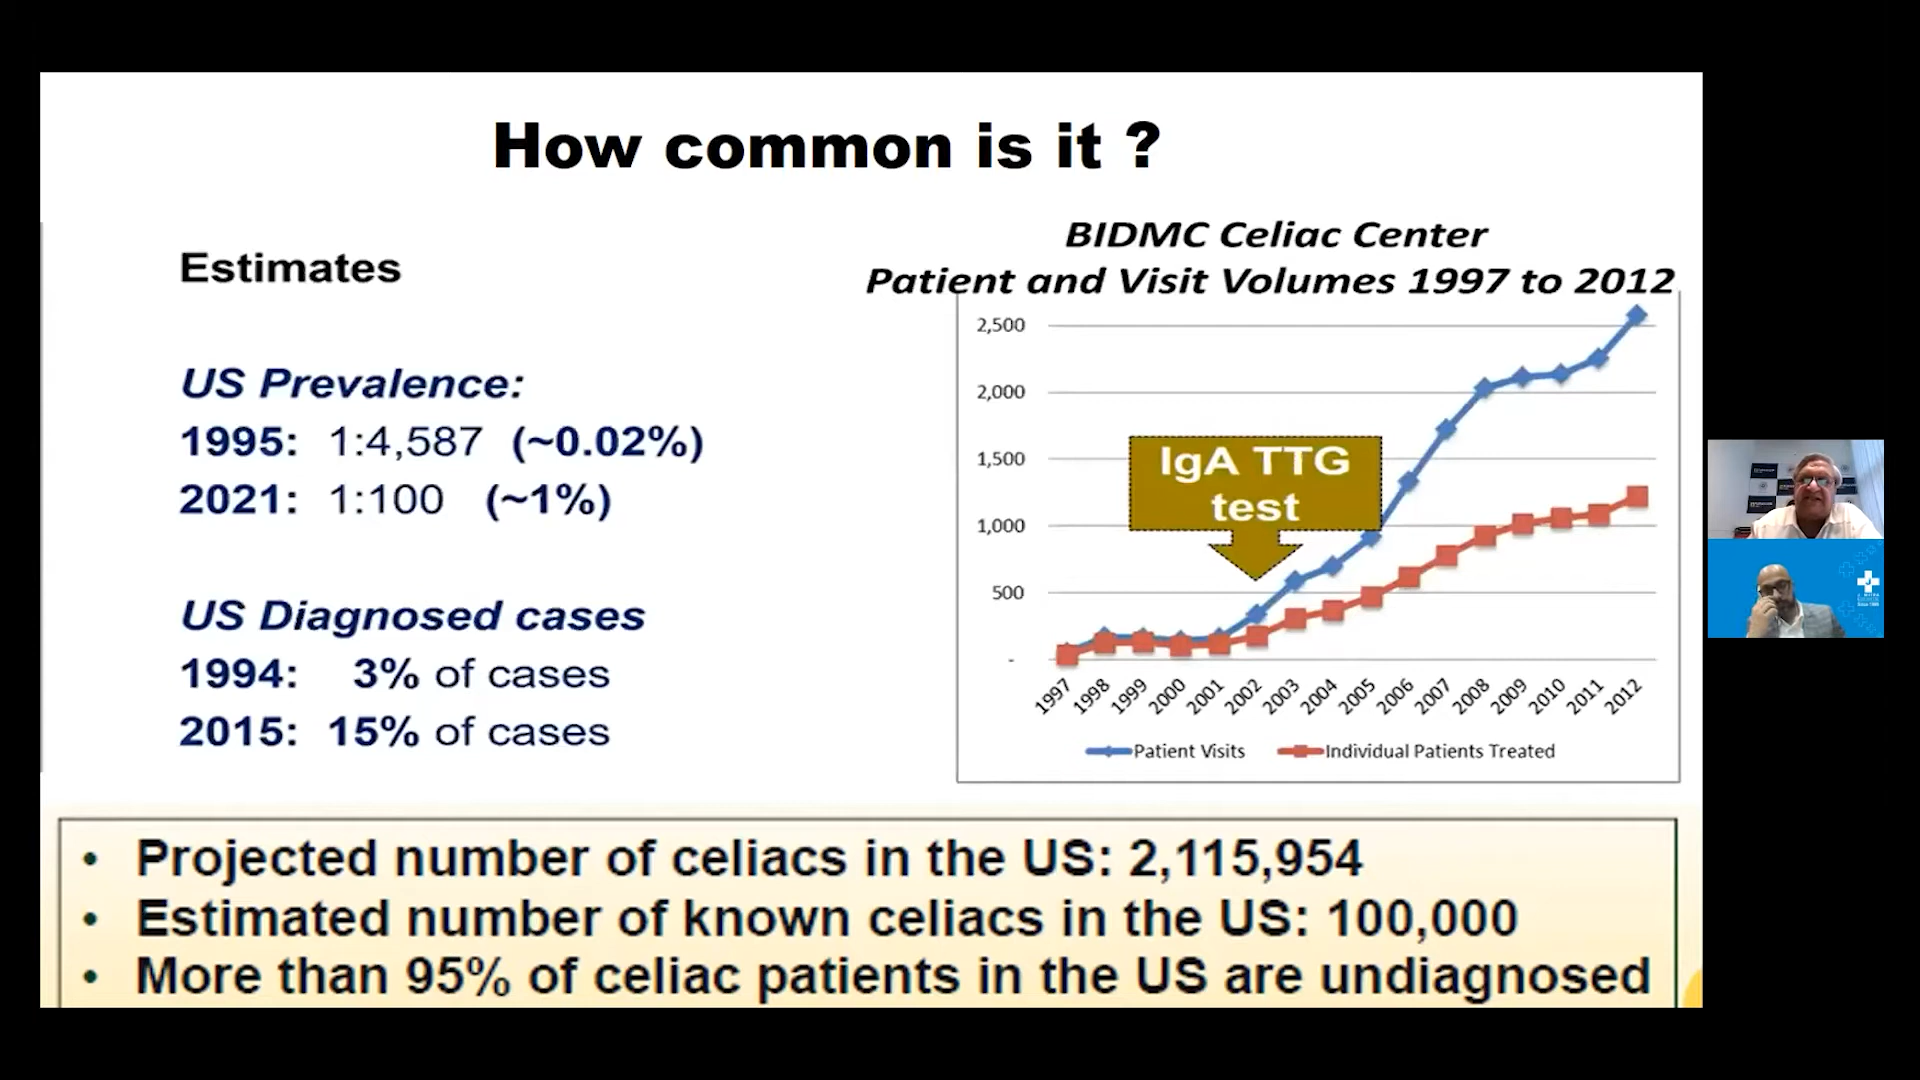 How common is it ?
Estimates
US Prevalence:
1995: 1:4,587 (~0.02%)
2021: 1:100 (~1%)
US Diagnosed cases
1994: 3% of cases
2015: 15% of cases
BIDMC Celiac Center
Patient and Visit Volumes 1997 to 2012
2,500
2,000
1,500
1,000
500
-
IgA TTG
test
1997 1998 1999 2000 2001 2002 2003 2004 2005 2006 2007 2008 2009 2010 2011 2012
Patient Visits Individual Patients Treated
• Projected number of celiacs in the US: 2,115,954
• Estimated number of known celiacs in the US: 100,000
• More than 95% of celiac patients in the US are undiagnosed